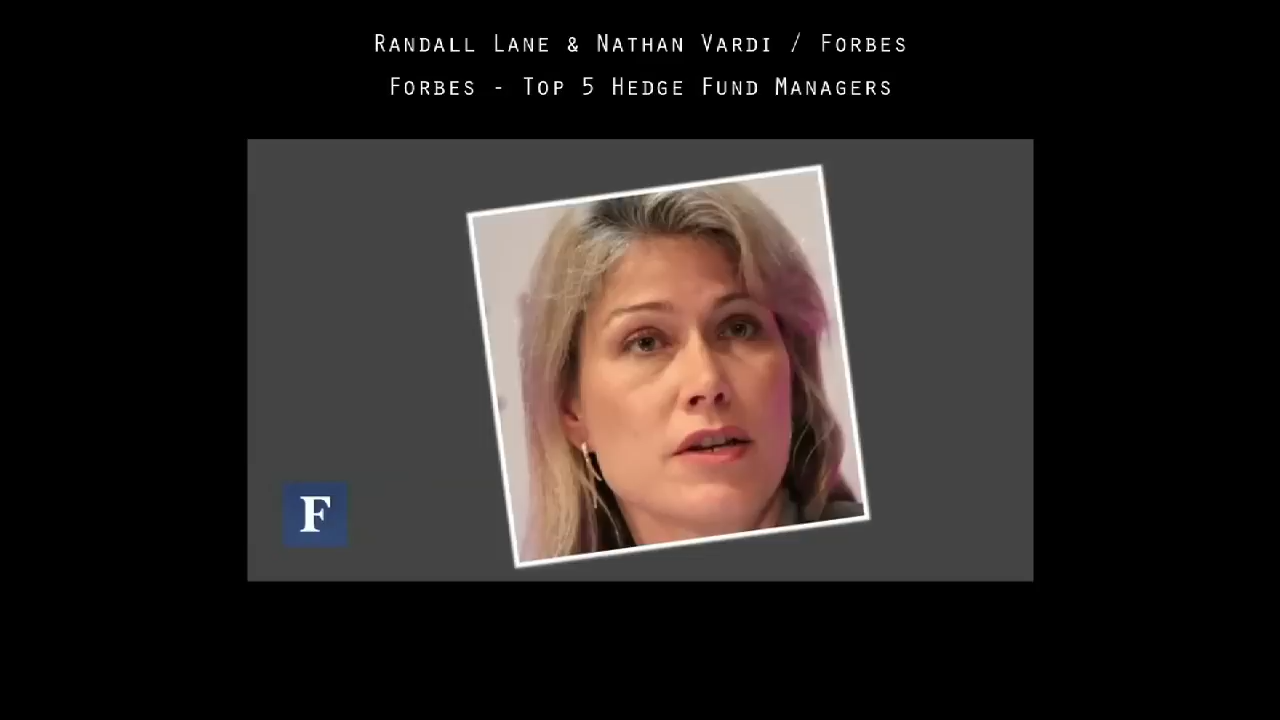 RANDALL LANE & NATHAN VARDI / FORBES
FORBES - TOP 5 HEDGE FUND MANAGERS
F